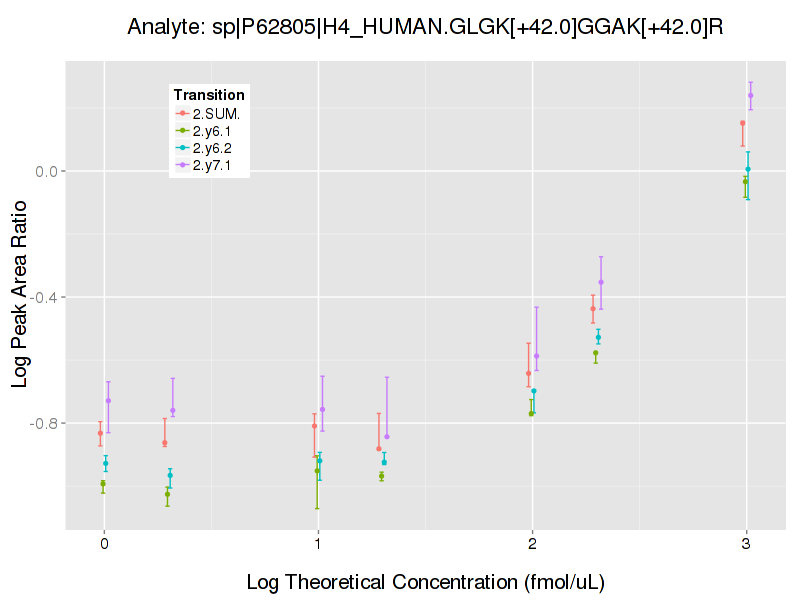 Analyte: sp|P62805|H4_HUMAN.GLGK[+42.0]GGAK[+42.0]R
Transition
2.SUM.
2.y6.1
2.y6.2
2.y7.1
0.0
-0.4
-0.8
Log Peak Area Ratio
0 1 2 3
Log Theoretical Concentration (fmol/uL)